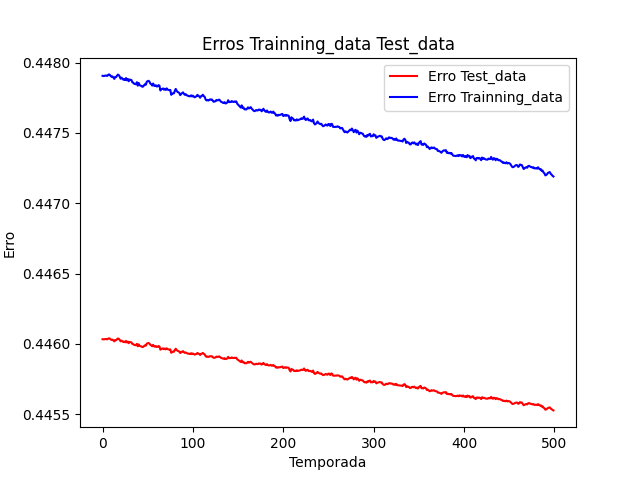 Erros Trainning_data Test_data
Erro Test_data
Erro Trainning_data
0.4480
0.4475
0.4470
0.4465
0.4460
0.4455
Erro
0 100 200 300 400 500
Temporada